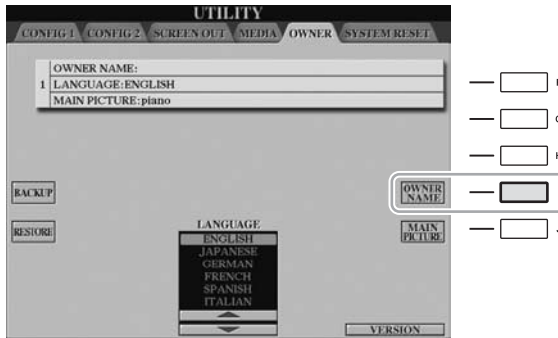 UTILITY
CONFIG 1 CONFIG 2 SCREEN OUT MEDIA OWNER SYSTEM RESET
OWNER NAME:
1 LANGUAGE:ENGLISH
MAIN PICTURE:piano
BACKUP
OWNER
NAME
RESTORE
MAIN
PICTURE
LANGUAGE
ENGLISH
JAPANESE
GERMAN
FRENCH
SPANISH
ITALIAN
VERSION